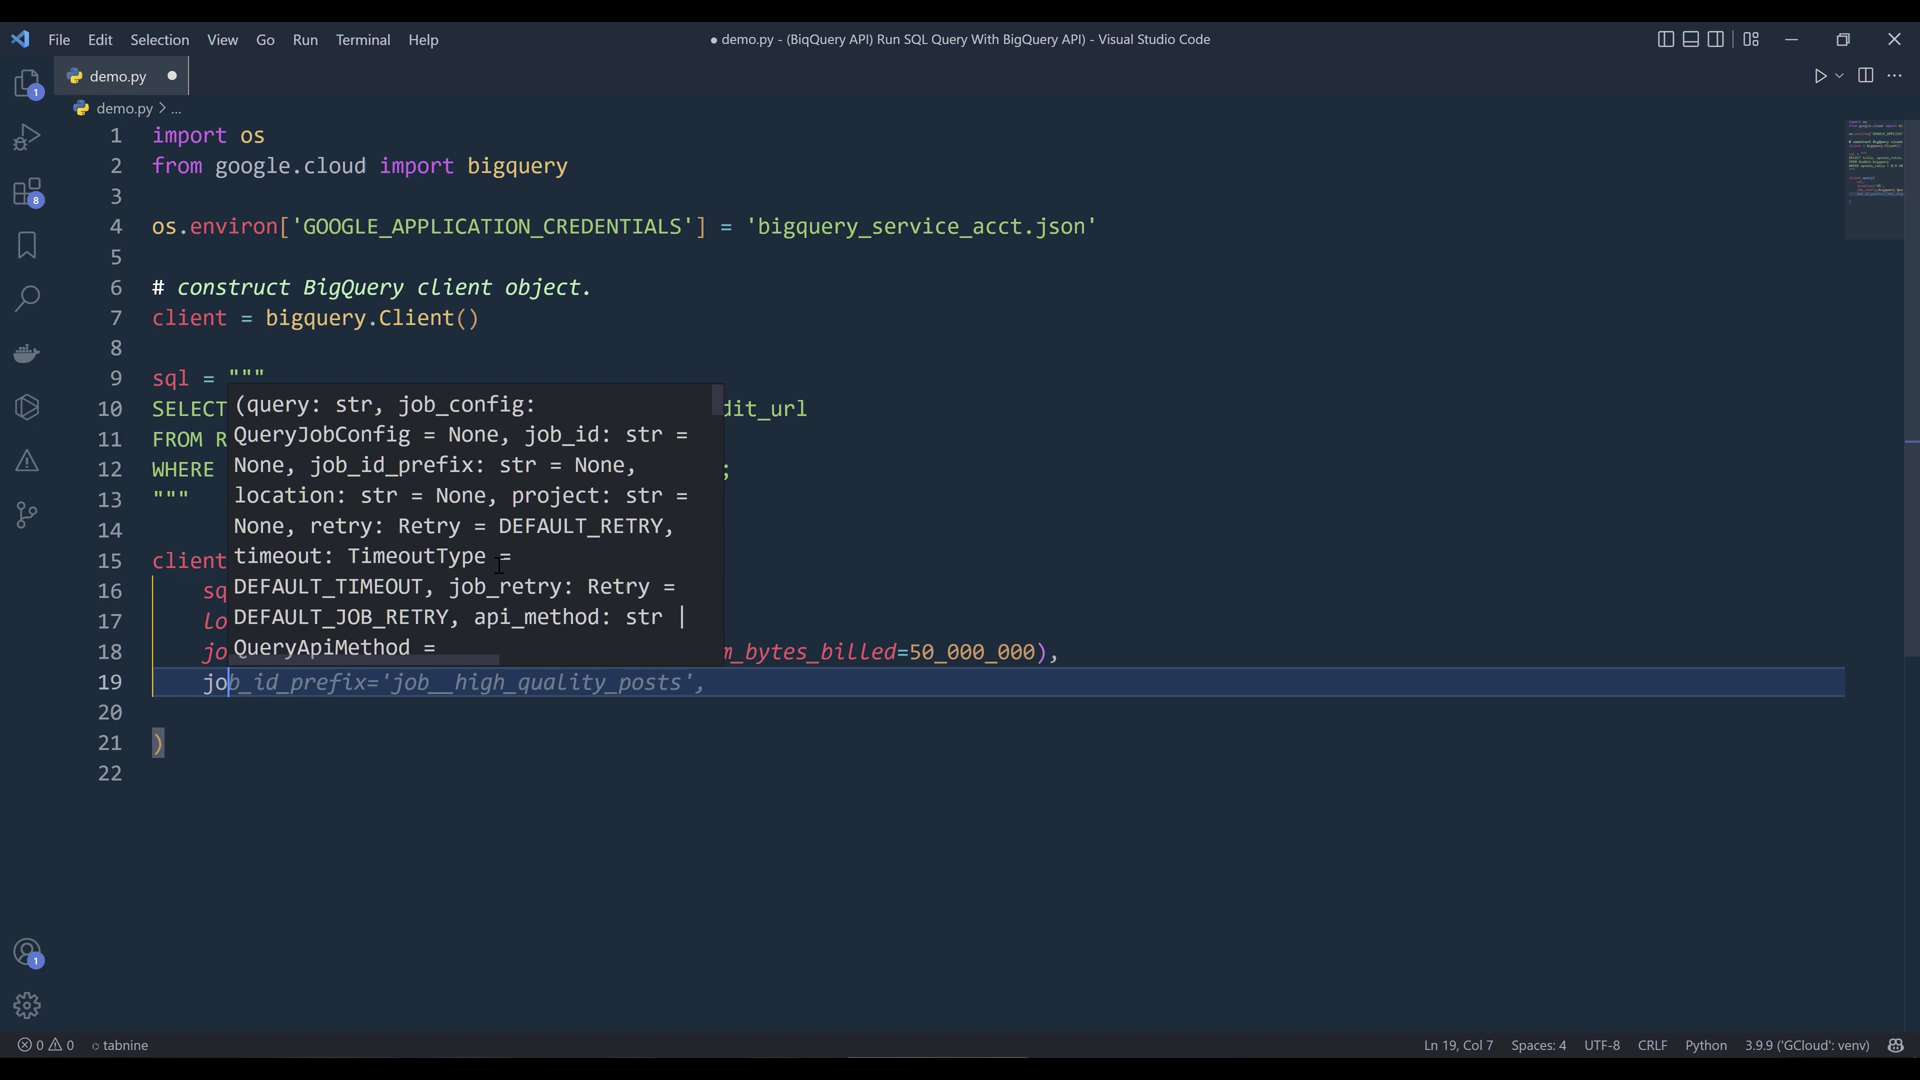 File Edit Selection View Go Run Terminal Help
● demo.py - (BiqQuery API) Run SQL Query With BigQuery API) - Visual Studio Code
demo.py
demo.py > ...
1 import os
2 from google.cloud import bigquery
3
4 os.environ['GOOGLE_APPLICATION_CREDENTIALS'] = 'bigquery_service_acct.json'
5
6 # construct BigQuery client object.
7 client = bigquery.Client()
8
9 sql = """
10 SELECT dit_url
11 FROM R
12 WHERE ;
13 """
14
15 client
16 sq
17 lo
18 jo m_bytes_billed=50_000_000),
19 job_id_prefix='job__high_quality_posts',
20
21 )
22
(query: str, job_config:
QueryJobConfig = None, job_id: str =
None, job_id_prefix: str = None,
location: str = None, project: str =
None, retry: Retry = DEFAULT_RETRY,
timeout: TimeoutType =
DEFAULT_TIMEOUT, job_retry: Retry =
DEFAULT_JOB_RETRY, api_method: str |
QueryApiMethod =
1
8
1
0 0 tabnine
Ln 19, Col 7 Spaces: 4 UTF-8 CRLF Python 3.9.9 ('GCloud': venv)